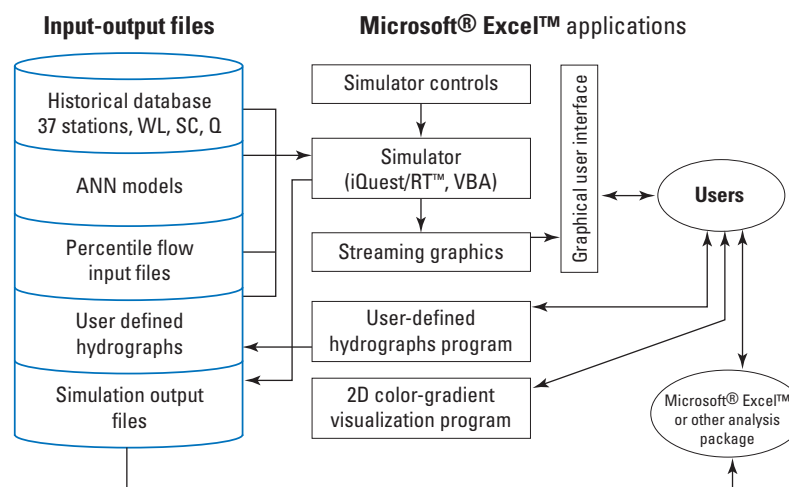 Input-output files
Microsoft® Excel™ applications
Historical database
37 stations, WL, SC, Q
ANN models
Percentile flow
input files
User defined
hydrographs
Simulation output
files
Simulator controls
Simulator
(iQuest/RT™, VBA)
Streaming graphics
User-defined
hydrographs program
2D color-gradient
visualization program
Graphical user interface
Users
Microsoft® Excel™
or other analysis
package